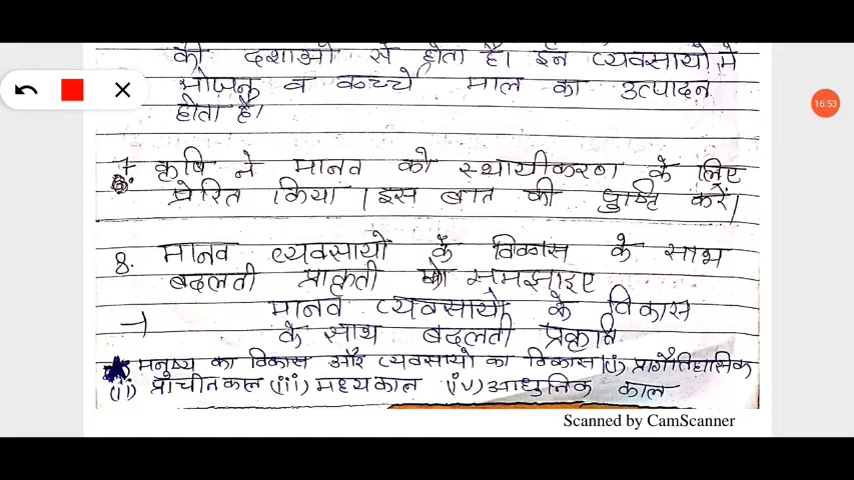 की दशाओं से होता है। इन व्यवसायों में
भोजन व कच्चे माल का उत्पादन
होता है।
16:53
7. कृषि ने मानव को स्थायीकरण के लिए
प्रेरित किया। इस बात की पुष्टि करें।
8. मानव व्यवसायो के विकास के साथ
बदलती प्राकृती को समझाइए
→ मानव व्यवसायो के विकास
के साथ बदलती प्रकृति
मनुष्य का विकास और व्यवसायो का विकास (i) प्रागैतिहासिक
(ii) प्राचीनकाल (iii) मध्यकाल (iv) आधुनिक काल
Scanned by CamScanner